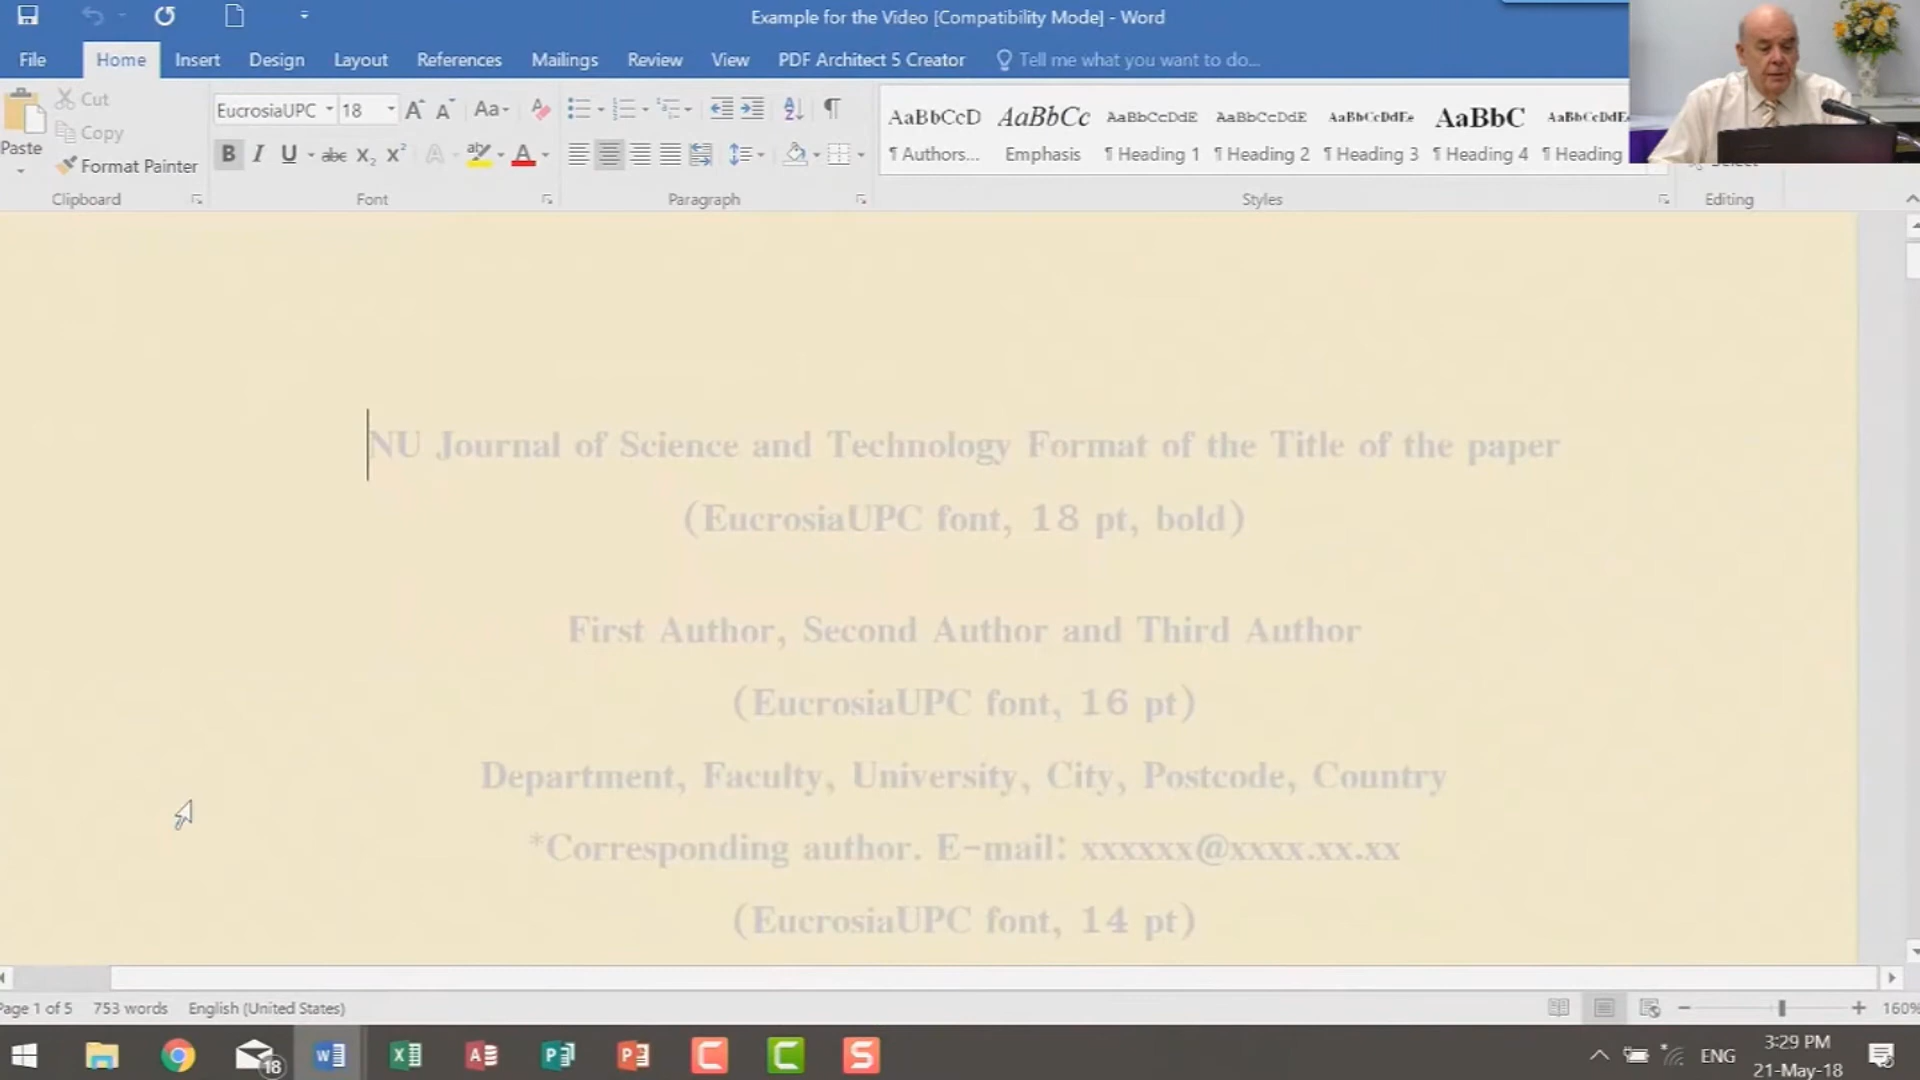 Example for the Video [Compatibility Mode] - Word
File Home Insert Design Layout References Mailings Review View PDF Architect 5 Creator Tell me what you want to do...
Paste
Cut
Copy
Format Painter
Clipboard
EucrosiaUPC 18
Font
Paragraph
AaBbCcD AaBbCc AaBbCcDdE AaBbCcDdE AaBbCcDdEe AaBbC AaBbCcDdEe
¶ Authors... Emphasis ¶ Heading 1 ¶ Heading 2 ¶ Heading 3 ¶ Heading 4 ¶ Heading
Styles
Editing
NU Journal of Science and Technology Format of the Title of the paper
(EucrosiaUPC font, 18 pt, bold)
First Author, Second Author and Third Author
(EucrosiaUPC font, 16 pt)
Department, Faculty, University, City, Postcode, Country
*Corresponding author. E-mail: xxxxxx@xxxx.xx.xx
(EucrosiaUPC font, 14 pt)
Page 1 of 5 753 words English (United States) 160%
18
ENG
3:29 PM
21-May-18